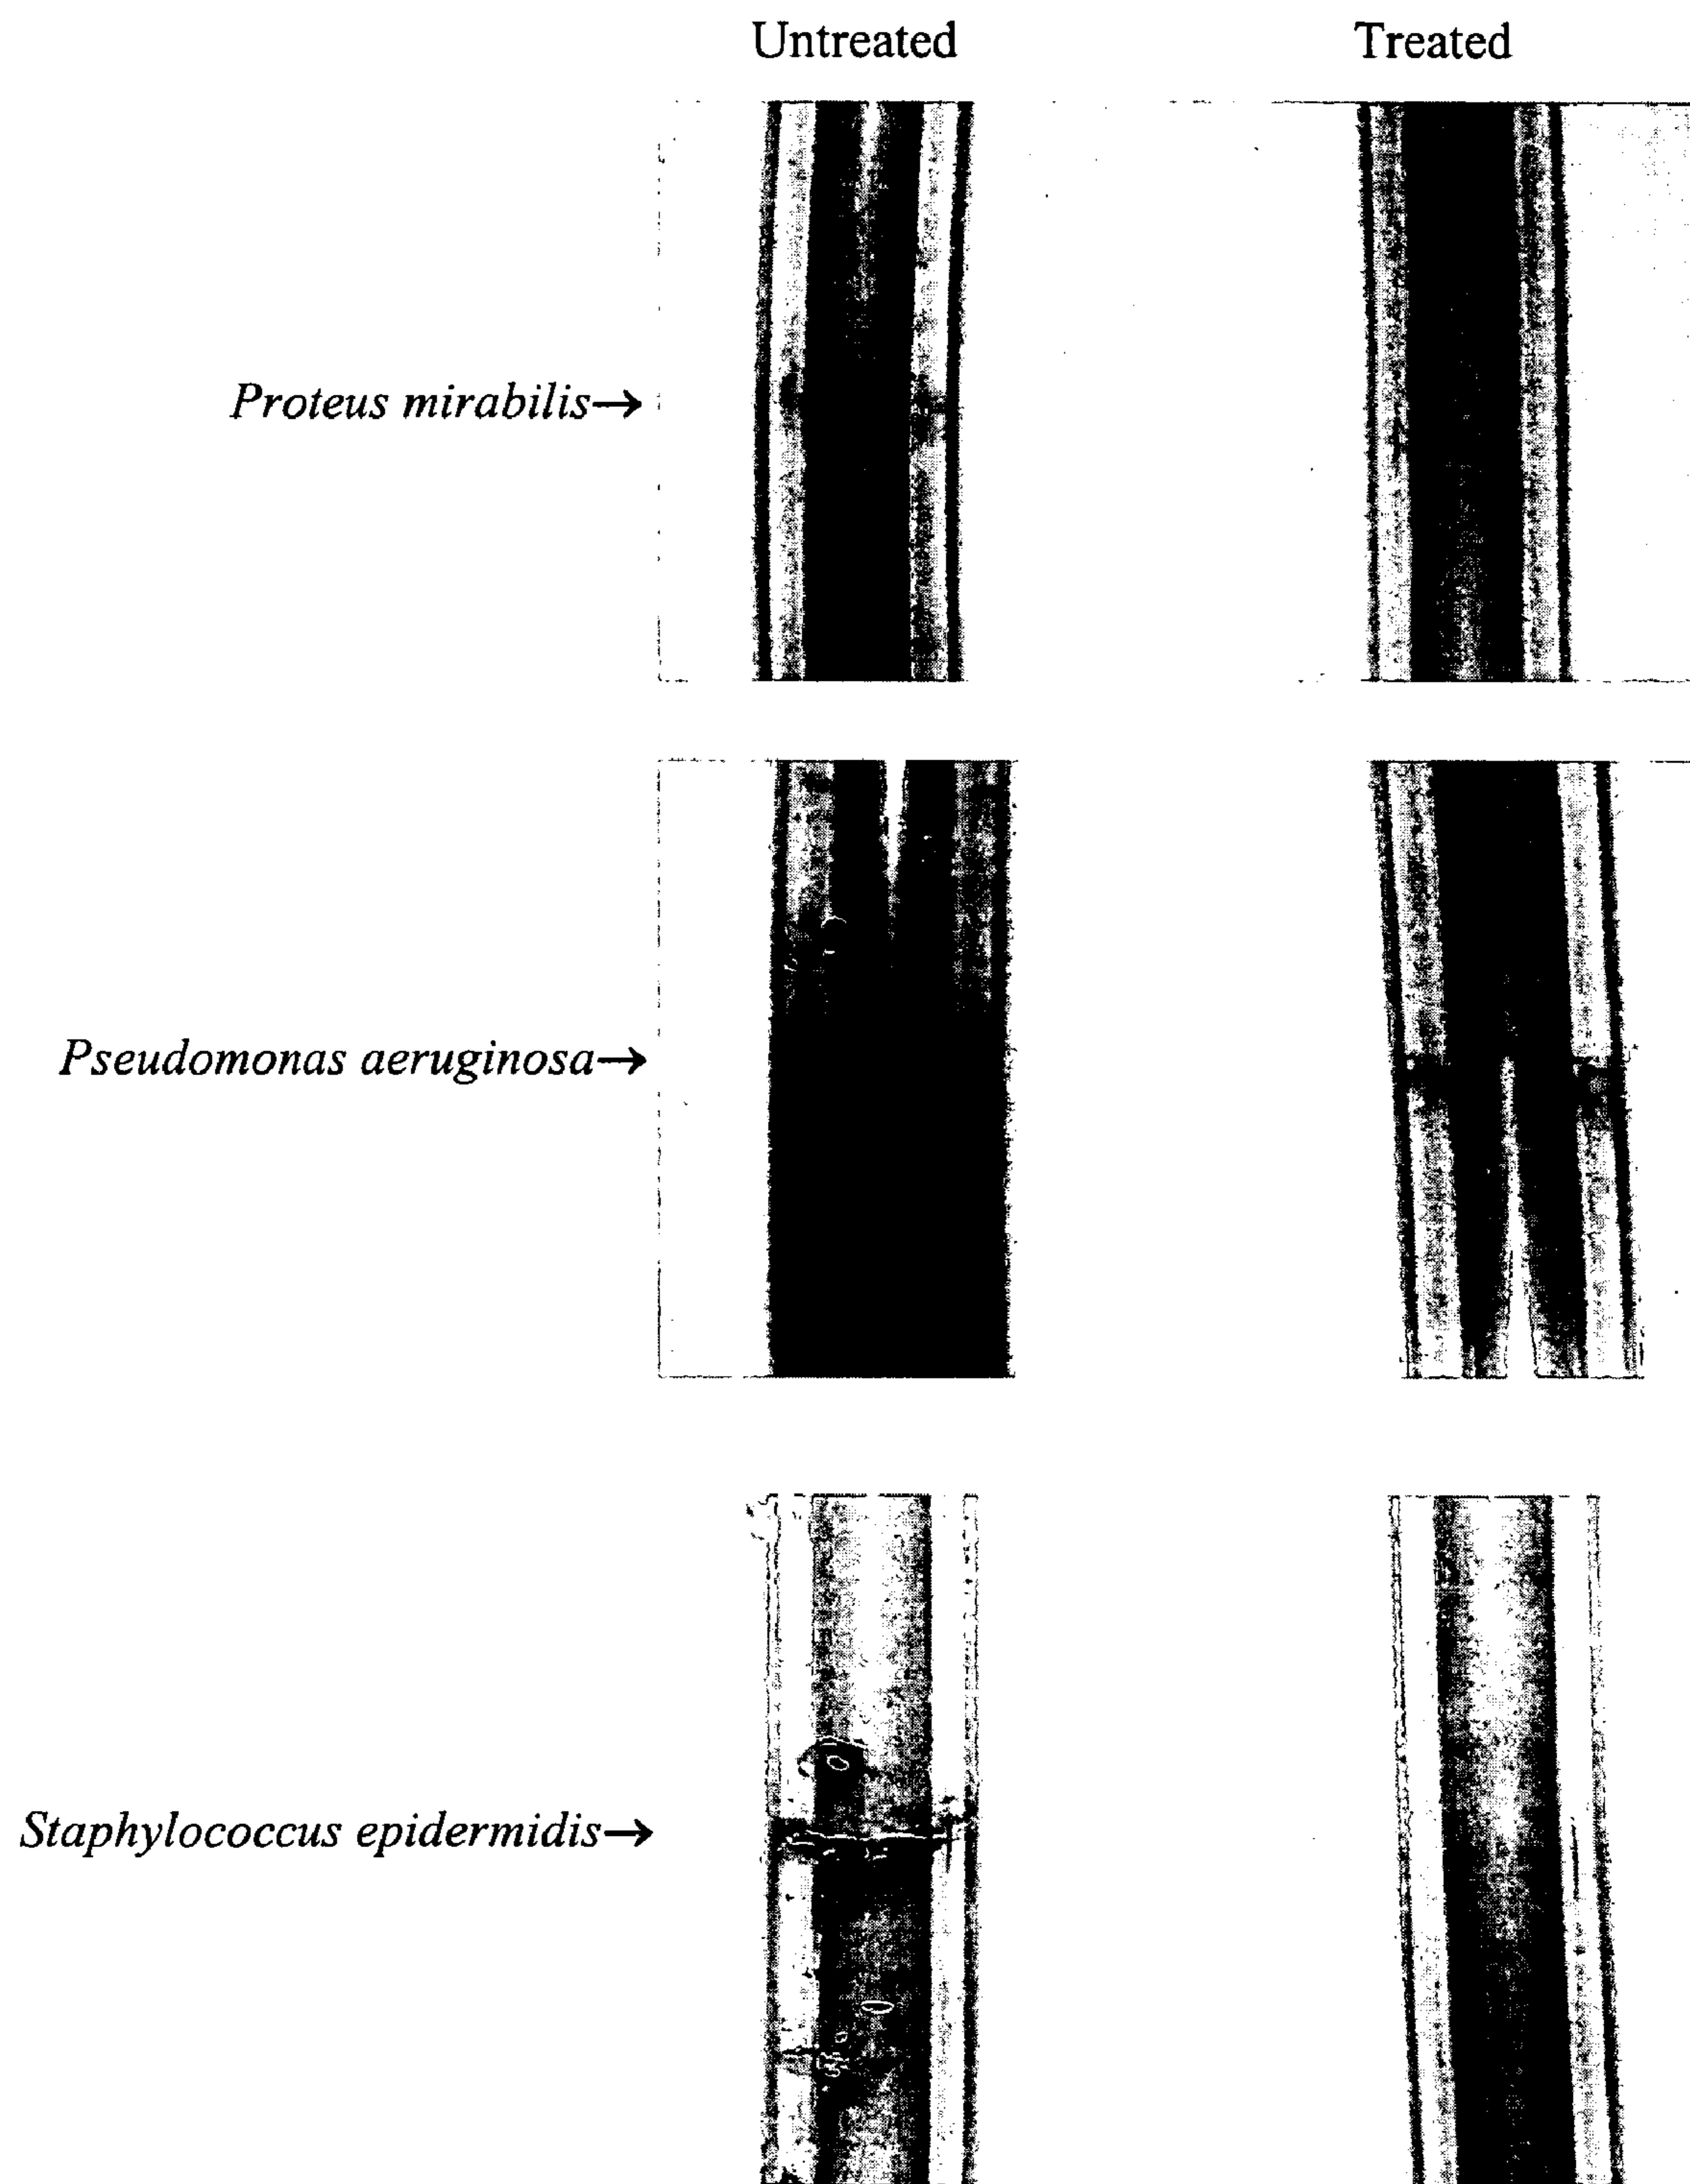 Untreated Treated
Proteus mirabilis→
Pseudomonas aeruginosa→
Staphylococcus epidermidis→